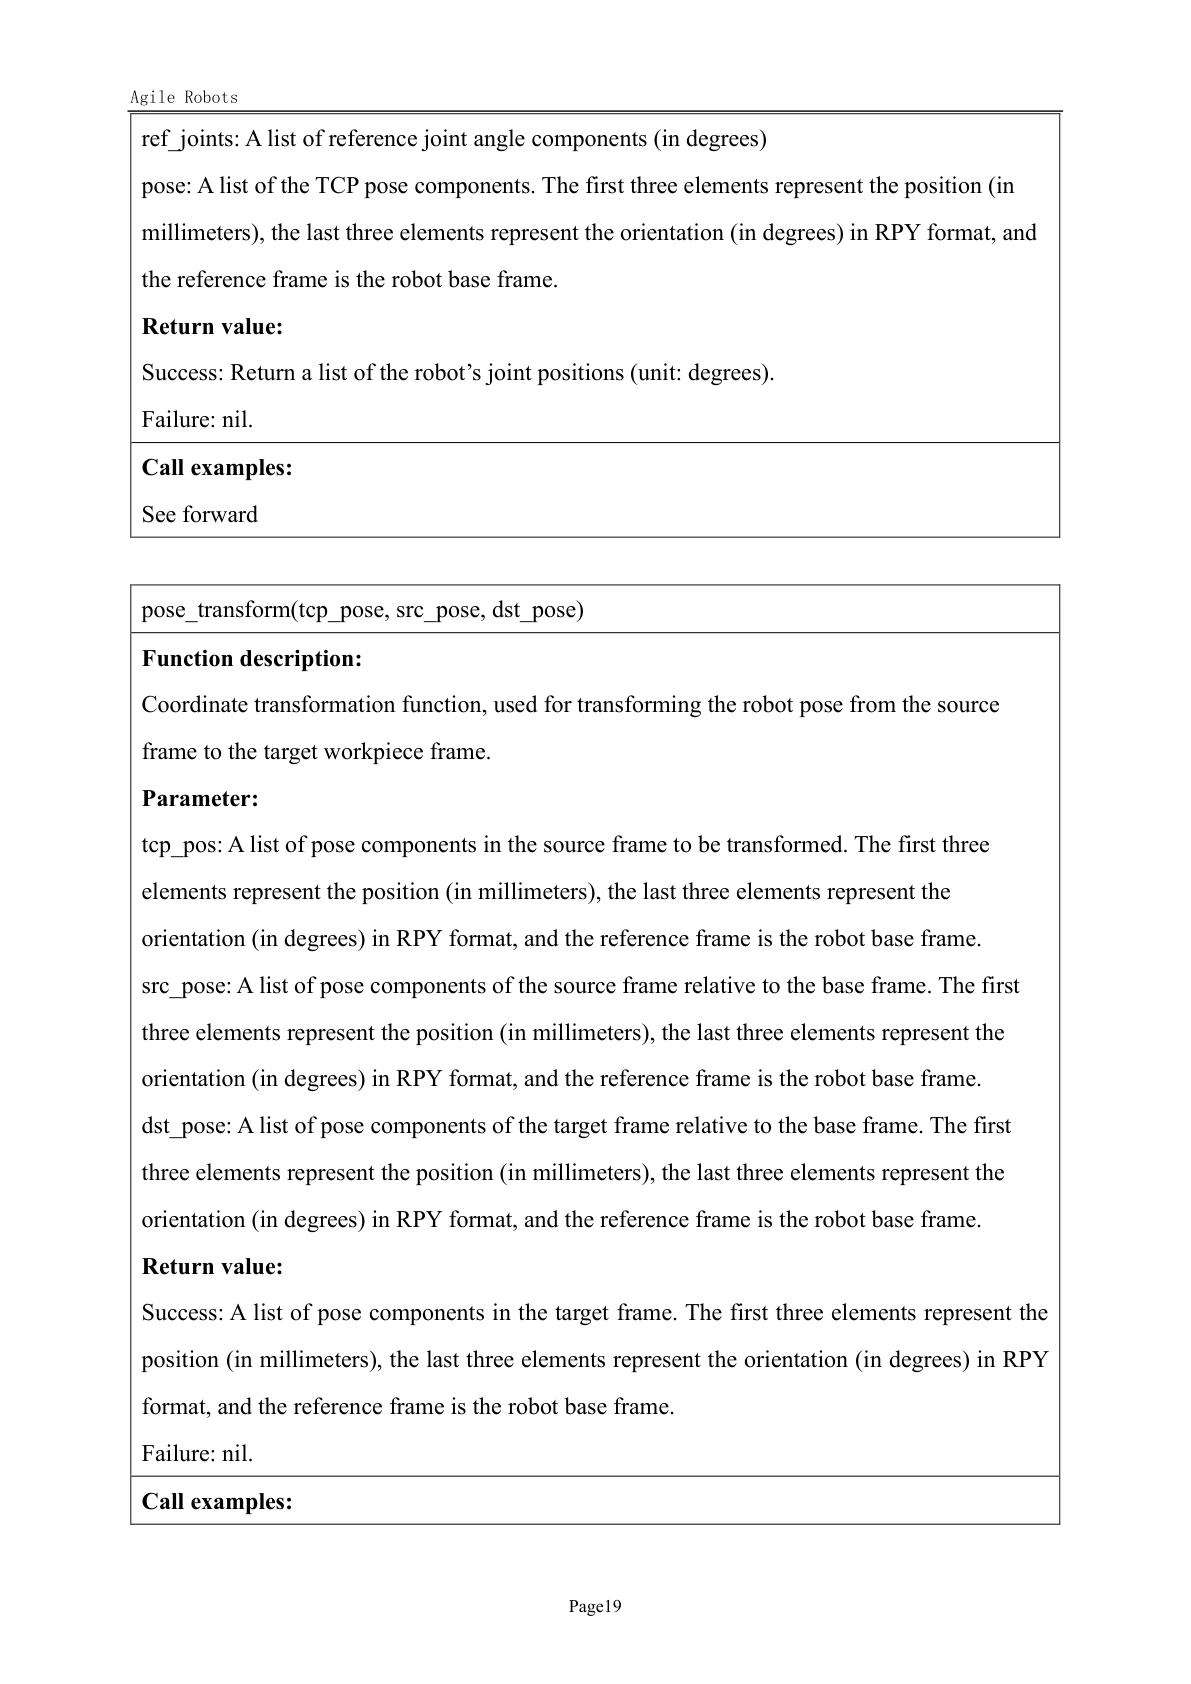 Agile Robots
ref_joints: A list of reference joint angle components (in degrees)
pose: A list of the TCP pose components. The first three elements represent the position (in
millimeters), the last three elements represent the orientation (in degrees) in RPY format, and
the reference frame is the robot base frame.
Return value:
Success: Return a list of the robot’s joint positions (unit: degrees).
Failure: nil.
Call examples:
See forward
pose_transform(tcp_pose, src_pose, dst_pose)
Function description:
Coordinate transformation function, used for transforming the robot pose from the source
frame to the target workpiece frame.
Parameter:
tcp_pos: A list of pose components in the source frame to be transformed. The first three
elements represent the position (in millimeters), the last three elements represent the
orientation (in degrees) in RPY format, and the reference frame is the robot base frame.
src_pose: A list of pose components of the source frame relative to the base frame. The first
three elements represent the position (in millimeters), the last three elements represent the
orientation (in degrees) in RPY format, and the reference frame is the robot base frame.
dst_pose: A list of pose components of the target frame relative to the base frame. The first
three elements represent the position (in millimeters), the last three elements represent the
orientation (in degrees) in RPY format, and the reference frame is the robot base frame.
Return value:
Success: A list of pose components in the target frame. The first three elements represent the
position (in millimeters), the last three elements represent the orientation (in degrees) in RPY
format, and the reference frame is the robot base frame.
Failure: nil.
Call examples:
Page19